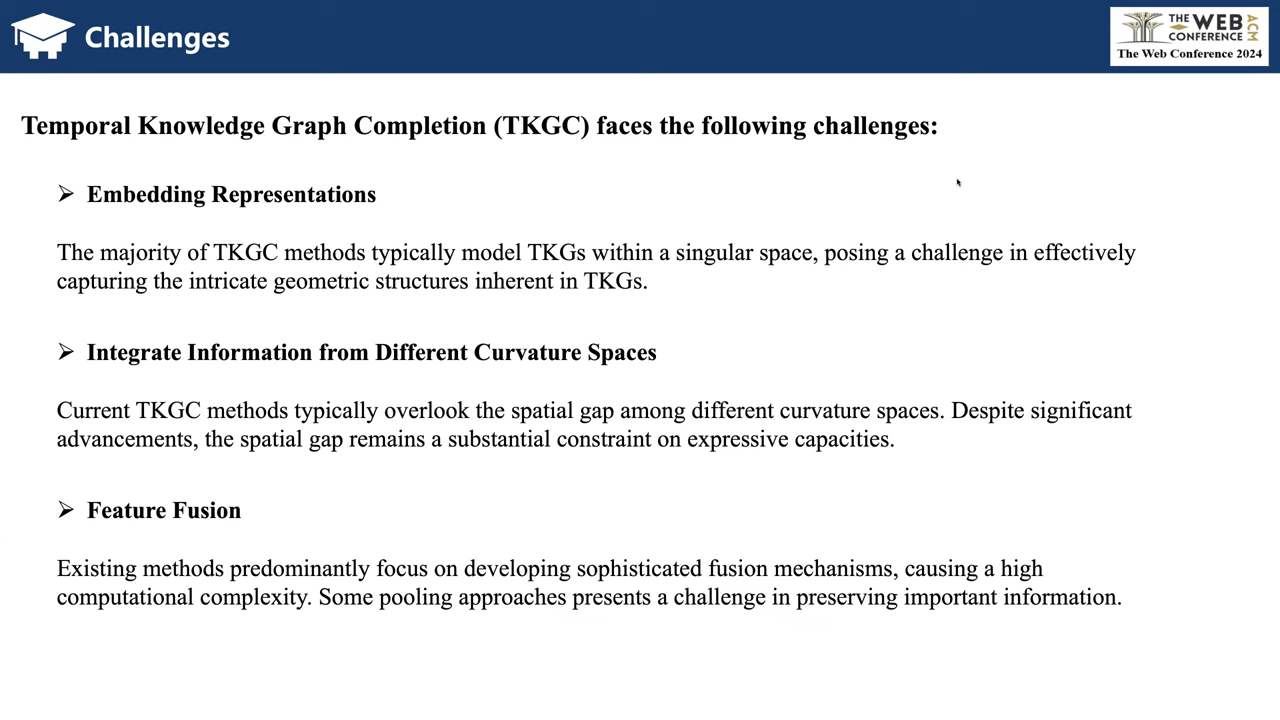 Challenges
THE WEB
CONFERENCE
ACM
The Web Conference 2024
Temporal Knowledge Graph Completion (TKGC) faces the following challenges:
➢ Embedding Representations
The majority of TKGC methods typically model TKGs within a singular space, posing a challenge in effectively
capturing the intricate geometric structures inherent in TKGs.
➢ Integrate Information from Different Curvature Spaces
Current TKGC methods typically overlook the spatial gap among different curvature spaces. Despite significant
advancements, the spatial gap remains a substantial constraint on expressive capacities.
➢ Feature Fusion
Existing methods predominantly focus on developing sophisticated fusion mechanisms, causing a high
computational complexity. Some pooling approaches presents a challenge in preserving important information.